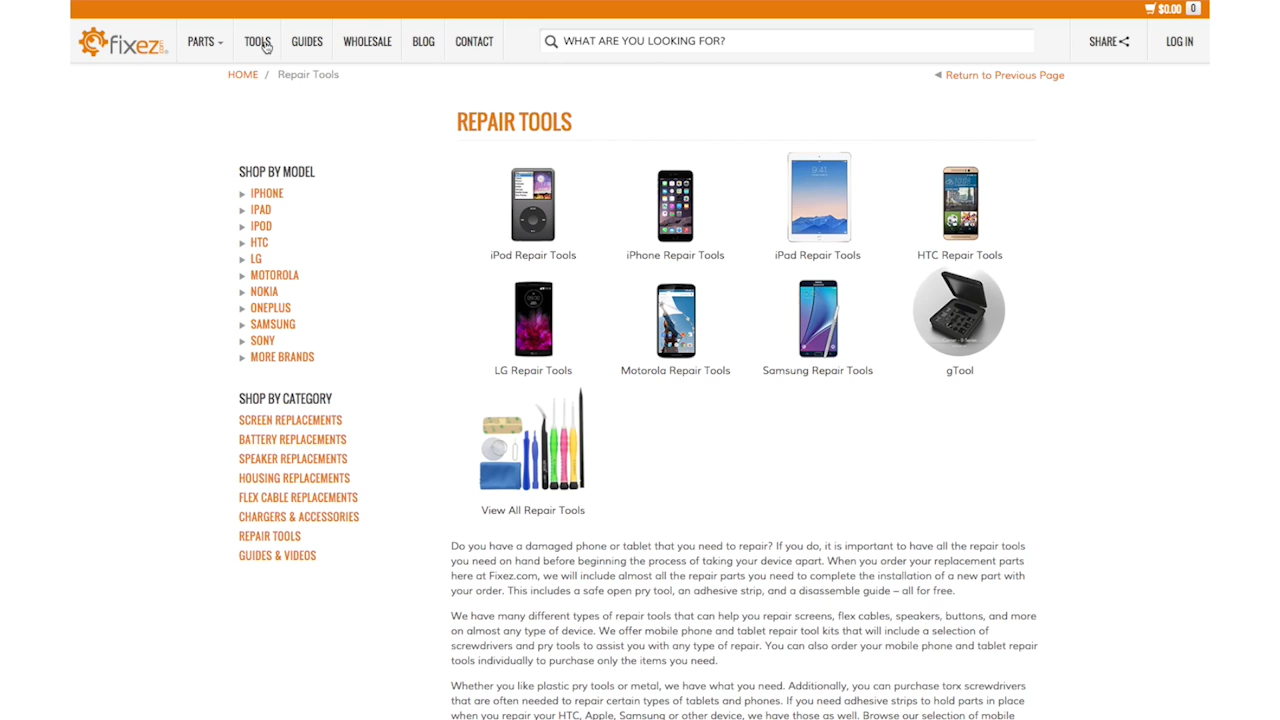 $0.00 0
fixez.com PARTS TOOLS GUIDES WHOLESALE BLOG CONTACT WHAT ARE YOU LOOKING FOR? SHARE LOG IN
HOME / Repair Tools Return to Previous Page
REPAIR TOOLS
SHOP BY MODEL
IPHONE
IPAD
IPOD
HTC
LG
MOTOROLA
NOKIA
ONEPLUS
SAMSUNG
SONY
MORE BRANDS
SHOP BY CATEGORY
SCREEN REPLACEMENTS
BATTERY REPLACEMENTS
SPEAKER REPLACEMENTS
HOUSING REPLACEMENTS
FLEX CABLE REPLACEMENTS
CHARGERS & ACCESSORIES
REPAIR TOOLS
GUIDES & VIDEOS
iPod Repair Tools iPhone Repair Tools iPad Repair Tools HTC Repair Tools
LG Repair Tools Motorola Repair Tools Samsung Repair Tools gTool
View All Repair Tools
Do you have a damaged phone or tablet that you need to repair? If you do, it is important to have all the repair tools
you need on hand before beginning the process of taking your device apart. When you order your replacement parts
here at Fixez.com, we will include almost all the repair parts you need to complete the installation of a new part with
your order. This includes a safe open pry tool, an adhesive strip, and a disassemble guide – all for free.
We have many different types of repair tools that can help you repair screens, flex cables, speakers, buttons, and more
on almost any type of device. We offer mobile phone and tablet repair tool kits that will include a selection of
screwdrivers and pry tools to assist you with any type of repair. You can also order your mobile phone and tablet repair
tools individually to purchase only the items you need.
Whether you like plastic pry tools or metal, we have what you need. Additionally, you can purchase torx screwdrivers
that are often needed to repair certain types of tablets and phones. If you need adhesive strips to hold parts in place
when you repair your HTC, Apple, Samsung or other device, we have those as well. Browse our selection of mobile